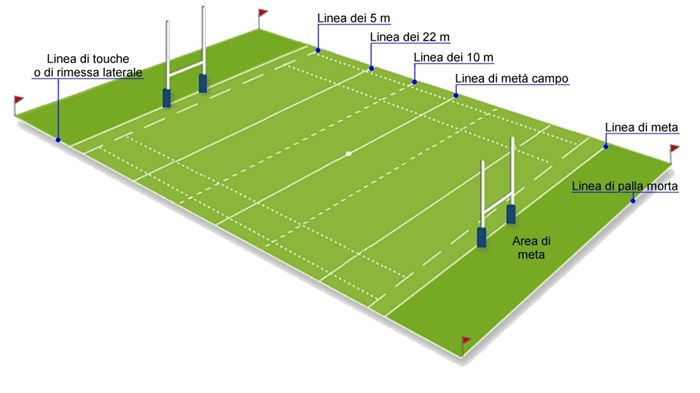 Linea dei 5 m
Linea dei 22 m
Linea di touche
o di rimessa laterale
Linea dei 10 m
Linea di metà campo
Linea di meta
Linea di palla morta
Area di
meta